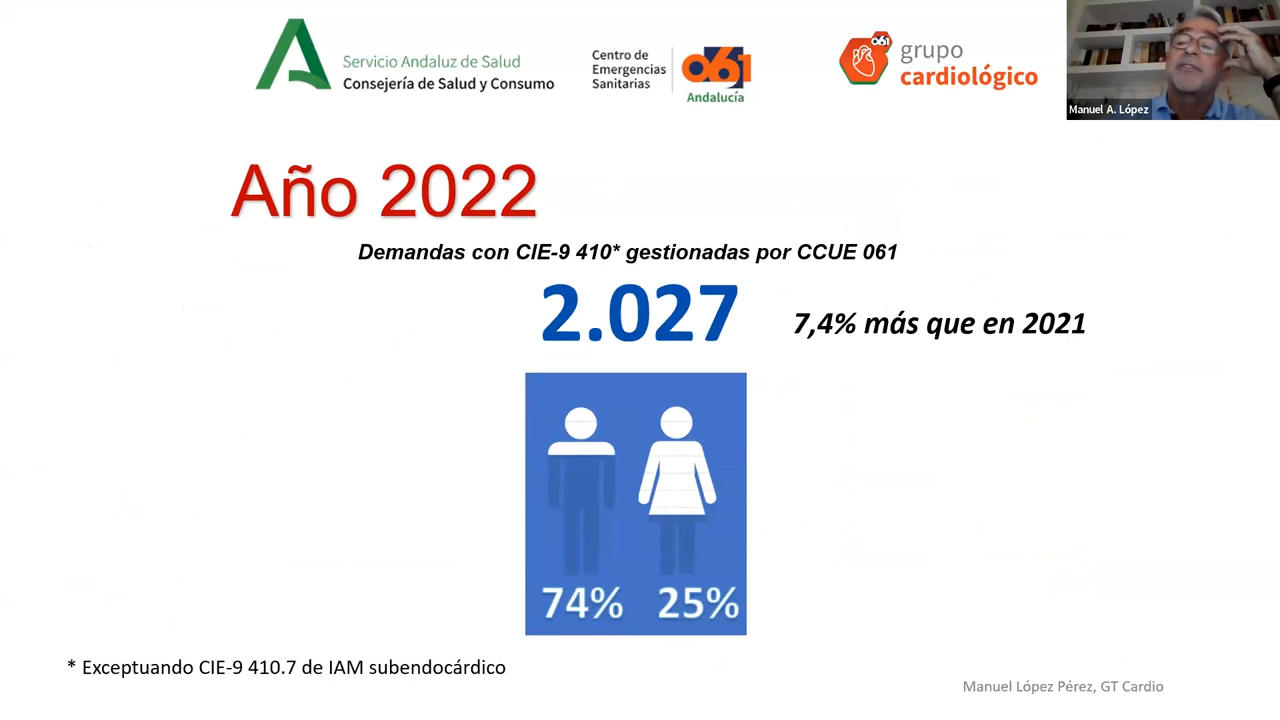 Servicio Andaluz de Salud
Consejería de Salud y Consumo
Centro de
Emergencias
Sanitarias
061
Andalucía
061
grupo
cardiológico
Manuel A. López
Año 2022
Demandas con CIE-9 410* gestionadas por CCUE 061
2.027
7,4% más que en 2021
74% 25%
* Exceptuando CIE-9 410.7 de IAM subendocárdico
Manuel López Pérez, GT Cardio